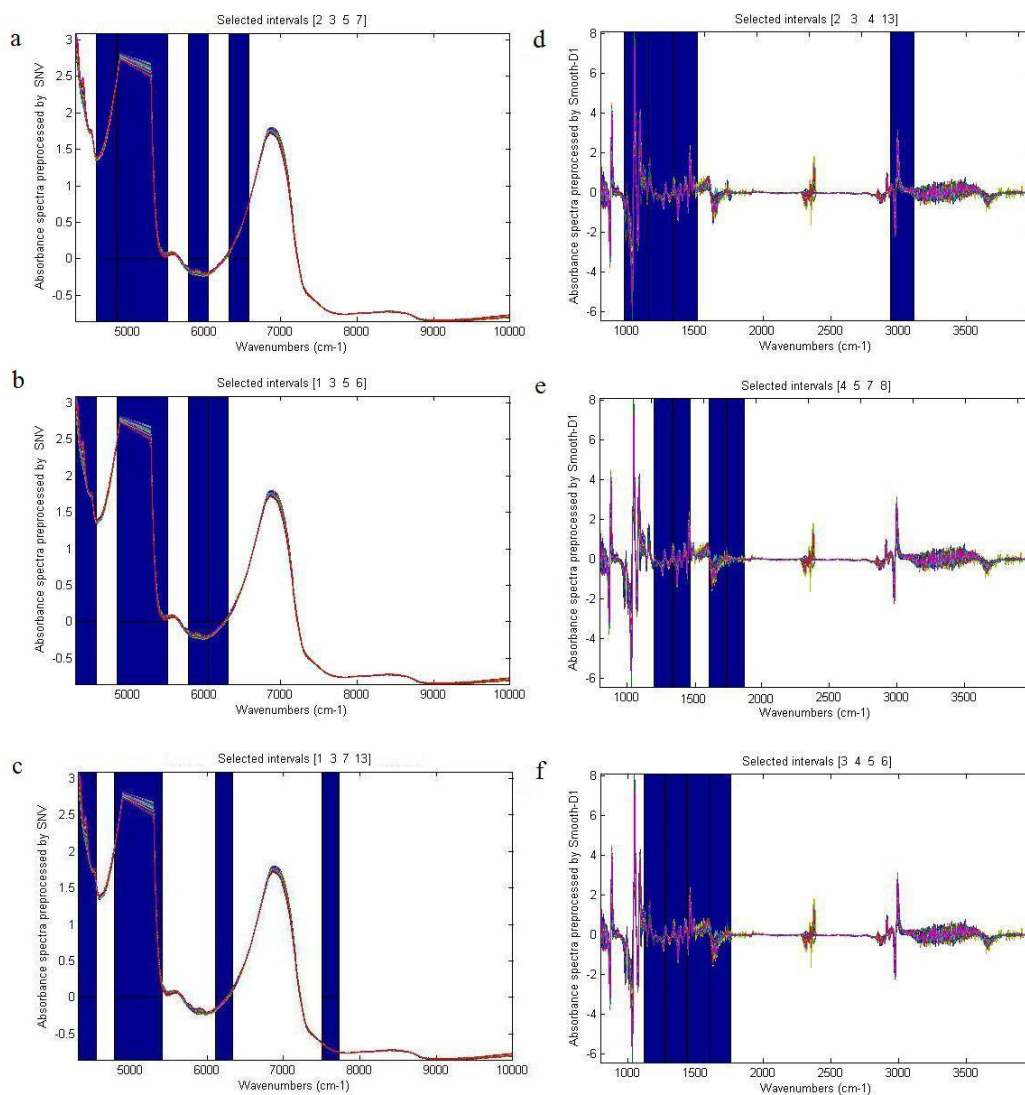 a
Selected intervals [2 3 5 7]
3
2.5
2
1.5
1
0.5
0
-0.5
Absorbance spectra preprocessed by SNV
5000 6000 7000 8000 9000 10000
Wavenumbers (cm-1)
d
Selected intervals [2 3 4 13]
8
6
4
2
0
-2
-4
-6
Absorbance spectra preprocessed by Smooth-D1
1000 1500 2000 2500 3000 3500
Wavenumbers (cm-1)
b
Selected intervals [1 3 5 6]
3
2.5
2
1.5
1
0.5
0
-0.5
Absorbance spectra preprocessed by SNV
5000 6000 7000 8000 9000 10000
Wavenumbers (cm-1)
e
Selected intervals [4 5 7 8]
8
6
4
2
0
-2
-4
-6
Absorbance spectra preprocessed by Smooth-D1
1000 1500 2000 2500 3000 3500
Wavenumbers (cm-1)
c
Selected intervals [1 3 7 13]
3
2.5
2
1.5
1
0.5
0
-0.5
Absorbance spectra preprocessed by SNV
5000 6000 7000 8000 9000 10000
Wavenumbers (cm-1)
f
Selected intervals [3 4 5 6]
8
6
4
2
0
-2
-4
-6
Absorbance spectra preprocessed by Smooth-D1
1000 1500 2000 2500 3000 3500
Wavenumbers (cm-1)